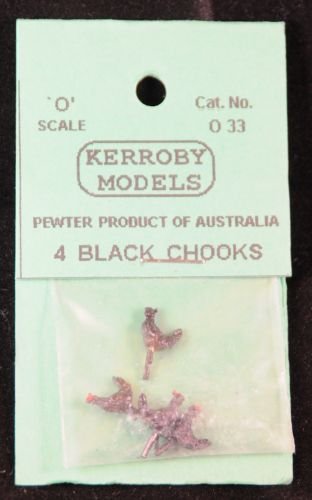 'O' Cat. No.
SCALE O 33
KERROBY
MODELS
PEWTER PRODUCT OF AUSTRALIA
4 BLACK CHOOKS